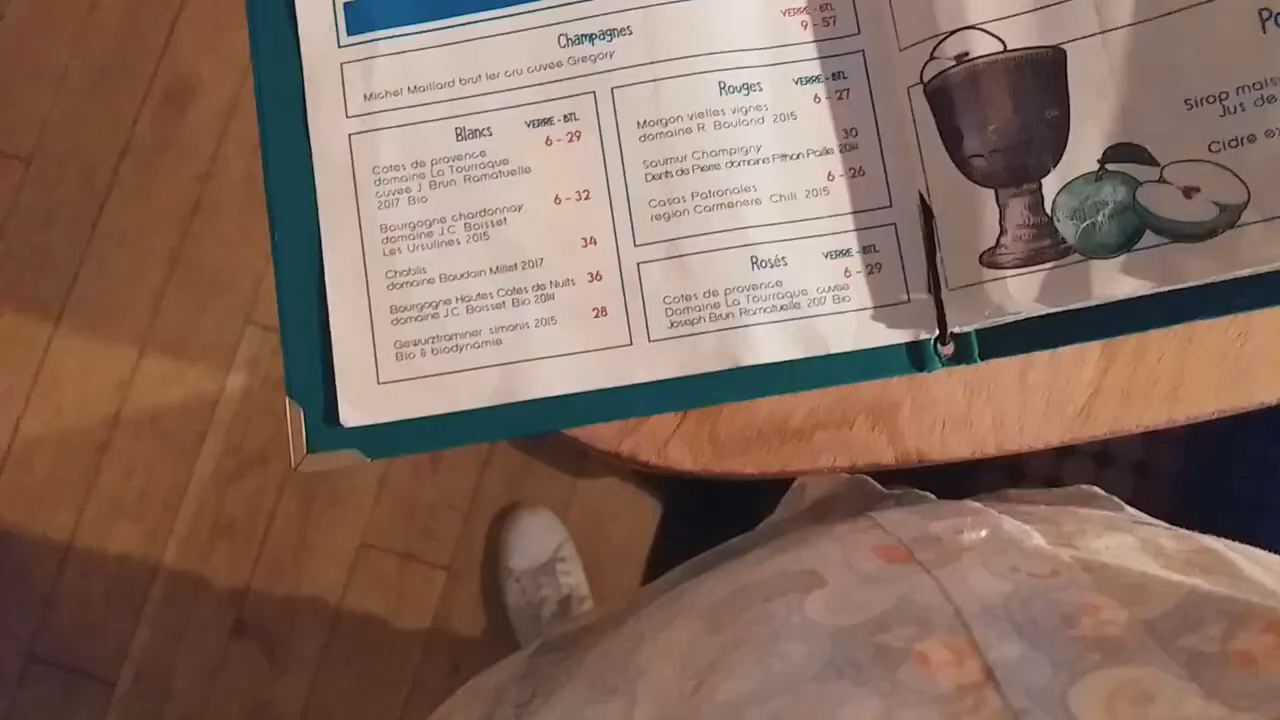 Champagnes
VERRE - BTL
Michel Maillard brut 1er cru cuvée Gregory
9 - 57
Blancs
VERRE - BTL
Cotes de provence
6 - 29
domaine La Tourraque
cuvee J Brun. Ramatuelle
2017 Bio
Bourgogne chardonnay
6 - 32
domaine J.C. Boisset
Les Ursulines 2015
Chablis
34
domaine Baudoin Millet 2017
Bourgogne Hautes Cotes de Nuits
36
domaine J.C. Boisset. Bio 2014
Gewurztraminer simonis 2015
28
Bio & biodynamie
Rouges
VERRE - BTL
Morgon vielles vignes
6 - 27
domaine R. Bouland 2015
Saumur Champigny
30
Dents de Pierre. domaine Pithon Paille 2014
Casas Patronales
6 - 26
region Carmenere Chili 2015
Rosés
VERRE - BTL
Cotes de provence
6 - 29
Domaine La Tourraque cuvee
Joseph Brun. Ramatuelle. 2017 Bio
Sirop
Jus de
Cidre